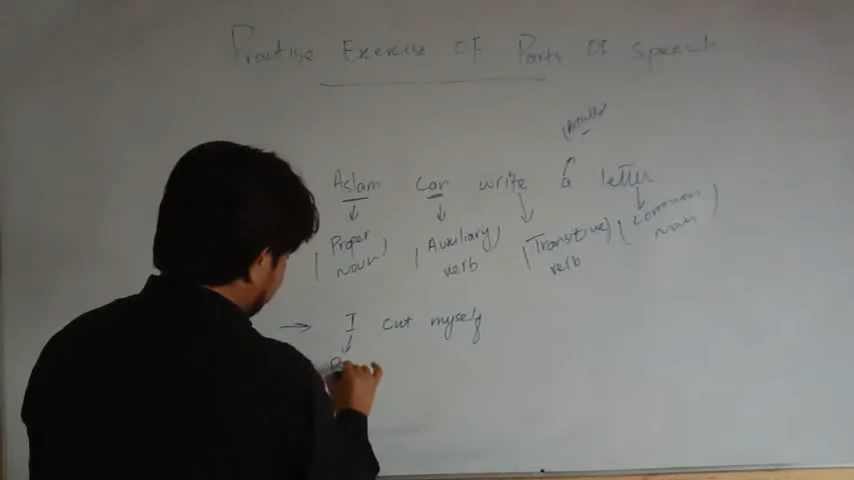 Practise Exercise of Parts of speech
(Article)
Aslam can write a letter
(Proper noun) (Auxiliary verb) (Transitive verb) (common noun)
→ I cut myself.